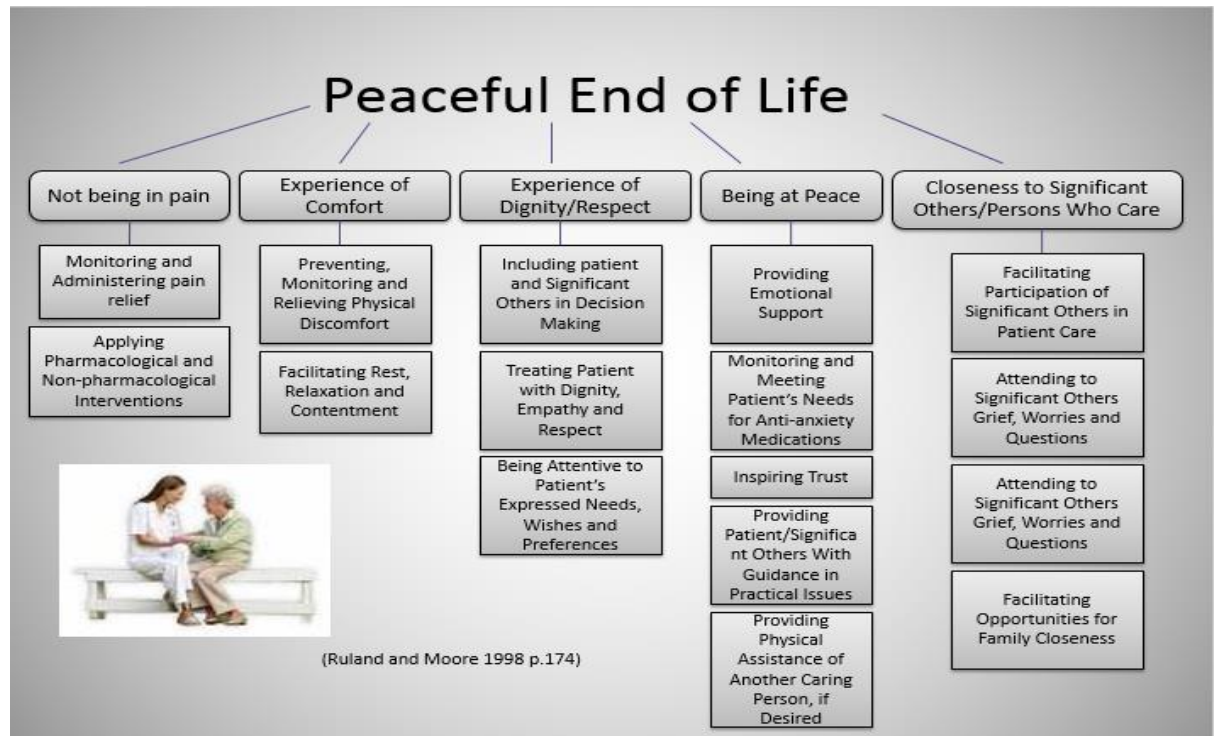 Peaceful End of Life
Not being in pain
Monitoring and
Administering pain
relief
Applying
Pharmacological and
Non-pharmacological
Interventions
Experience of
Comfort
Preventing,
Monitoring and
Relieving Physical
Discomfort
Facilitating Rest,
Relaxation and
Contentment
Experience of
Dignity/Respect
Including patient
and Significant
Others in Decision
Making
Treating Patient
with Dignity,
Empathy and
Respect
Being Attentive to
Patient's
Expressed Needs,
Wishes and
Preferences
Being at Peace
Providing
Emotional
Support
Monitoring and
Meeting
Patient's Needs
for Anti-anxiety
Medications
Inspiring Trust
Providing
Patient/Significa
nt Others With
Guidance in
Practical Issues
Providing
Physical
Assistance of
Another Caring
Person, if
Desired
Closeness to Significant
Others/Persons Who Care
Facilitating
Participation of
Significant Others in
Patient Care
Attending to
Significant Others
Grief, Worries and
Questions
Attending to
Significant Others
Grief, Worries and
Questions
Facilitating
Opportunities for
Family Closeness
(Ruland and Moore 1998 p.174)